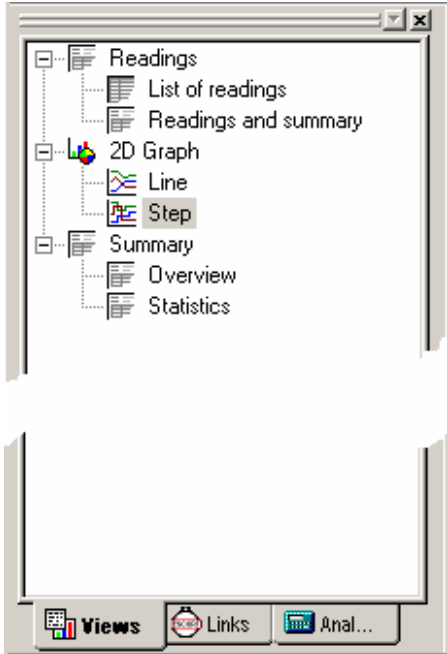 Readings
List of readings
Readings and summary
2D Graph
Line
Step
Summary
Overview
Statistics
Views Links Anal...